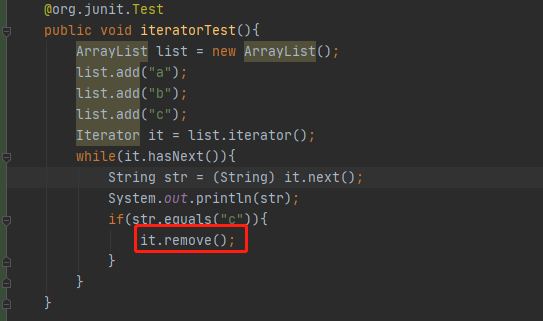 @org.junit.Test
public void iteratorTest(){
ArrayList list = new ArrayList();
list.add("a");
list.add("b");
list.add("c");
Iterator it = list.iterator();
while(it.hasNext()){
String str = (String) it.next();
System.out.println(str);
if(str.equals("c")){
it.remove();
}
}
}